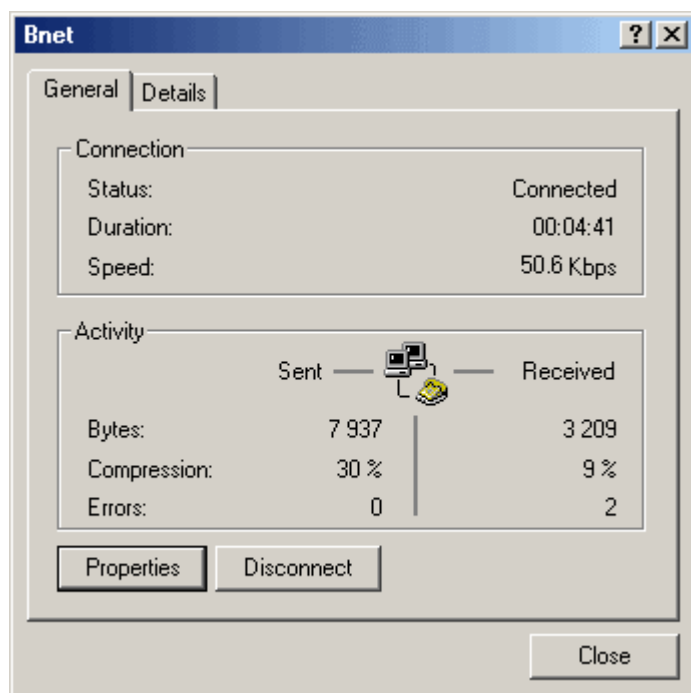 Bnet
General Details
Connection
Status: Connected
Duration: 00:04:41
Speed: 50.6 Kbps
Activity
Sent Received
Bytes: 7 937 3 209
Compression: 30 % 9 %
Errors: 0 2
Properties Disconnect
Close